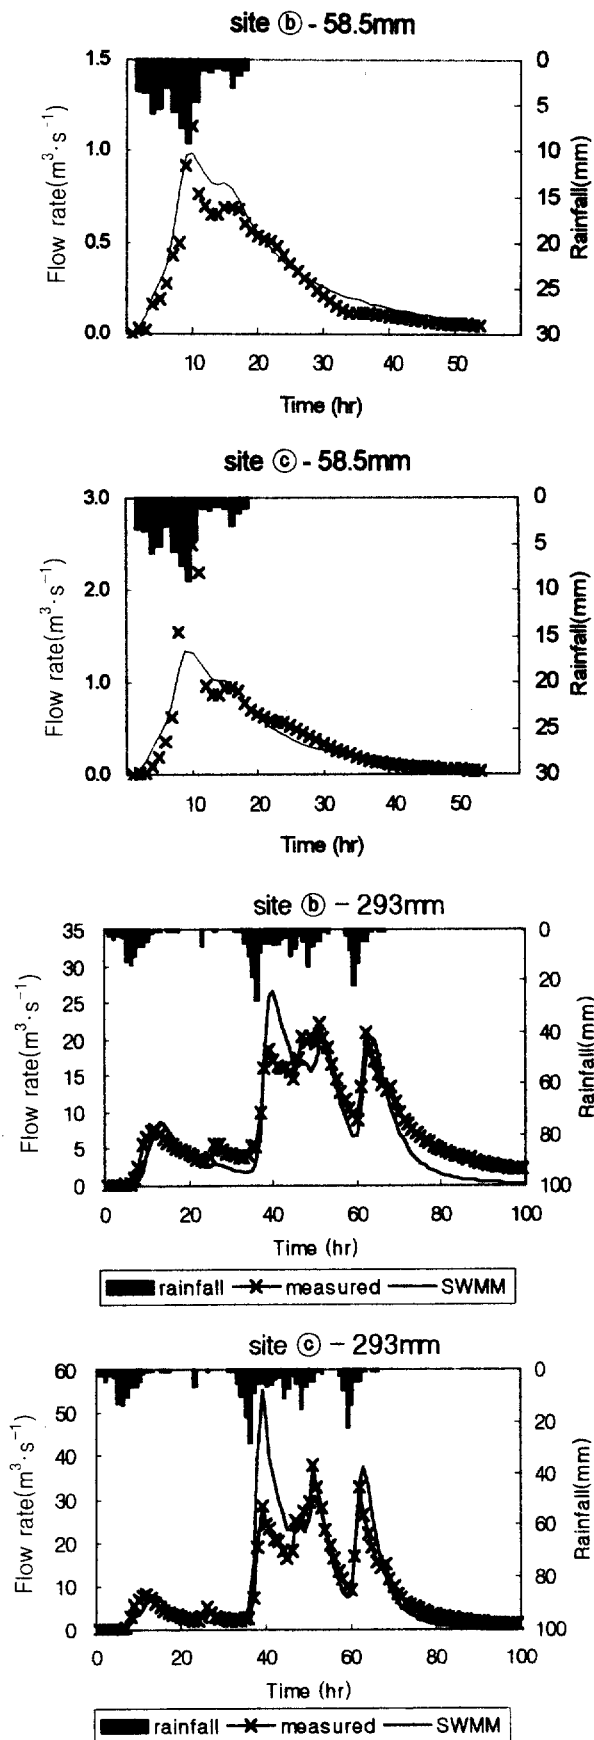 site ⓑ - 58.5mm
Flow rate(m³·s⁻¹)
1.5
1.0
0.5
0.0
0
5
10
15
20
25
30
Rainfall(mm)
10 20 30 40 50
Time (hr)
site ⓒ - 58.5mm
Flow rate(m³·s⁻¹)
3.0
2.0
1.0
0.0
0
5
10
15
20
25
30
Rainfall(mm)
10 20 30 40 50
Time (hr)
site ⓑ - 293mm
Flow rate(m³·s⁻¹)
35
30
25
20
15
10
5
0
0
20
40
60
80
100
Rainfall(mm)
0 20 40 60 80 100
Time (hr)
rainfall measured SWMM
site ⓒ - 293mm
Flow rate(m³·s⁻¹)
60
50
40
30
20
10
0
0
20
40
60
80
100
Rainfall(mm)
0 20 40 60 80 100
Time (hr)
rainfall measured SWMM